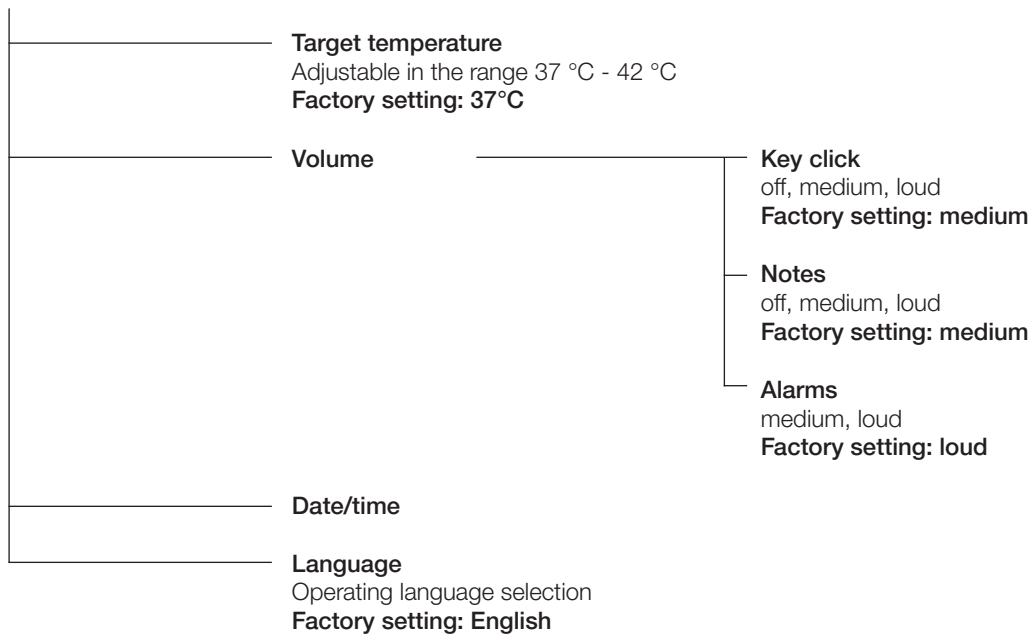 Target temperature
Adjustable in the range 37 °C - 42 °C
Factory setting: 37°C
Volume
Key click
off, medium, loud
Factory setting: medium
Notes
off, medium, loud
Factory setting: medium
Alarms
medium, loud
Factory setting: loud
Date/time
Language
Operating language selection
Factory setting: English